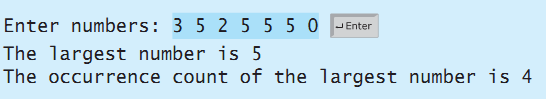 Enter numbers: 3 5 2 5 5 5 0 ↵Enter
The largest number is 5
The occurrence count of the largest number is 4